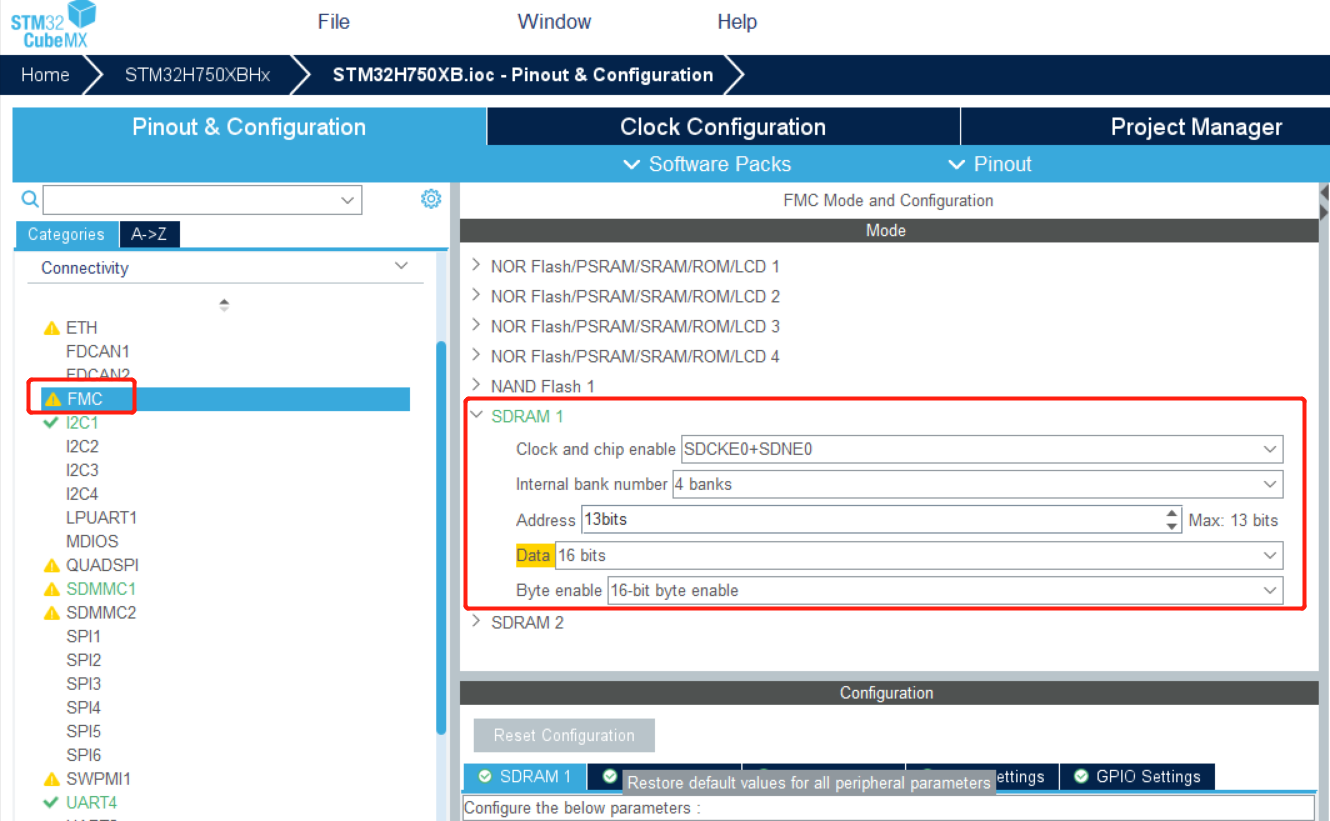 STM32
CubeMX
File Window Help
Home STM32H750XBHx STM32H750XB.ioc - Pinout & Configuration
Pinout & Configuration Clock Configuration Project Manager
Software Packs Pinout
Categories A->Z
Connectivity
ETH
FDCAN1
FDCAN2
FMC
I2C1
I2C2
I2C3
I2C4
LPUART1
MDIOS
QUADSPI
SDMMC1
SDMMC2
SPI1
SPI2
SPI3
SPI4
SPI5
SPI6
SWPMI1
UART4
FMC Mode and Configuration
Mode
NOR Flash/PSRAM/SRAM/ROM/LCD 1
NOR Flash/PSRAM/SRAM/ROM/LCD 2
NOR Flash/PSRAM/SRAM/ROM/LCD 3
NOR Flash/PSRAM/SRAM/ROM/LCD 4
NAND Flash 1
SDRAM 1
Clock and chip enable SDCKE0+SDNE0
Internal bank number 4 banks
Address 13bits Max: 13 bits
Data 16 bits
Byte enable 16-bit byte enable
SDRAM 2
Configuration
Reset Configuration
SDRAM 1 ettings GPIO Settings
Restore default values for all peripheral parameters
Configure the below parameters :